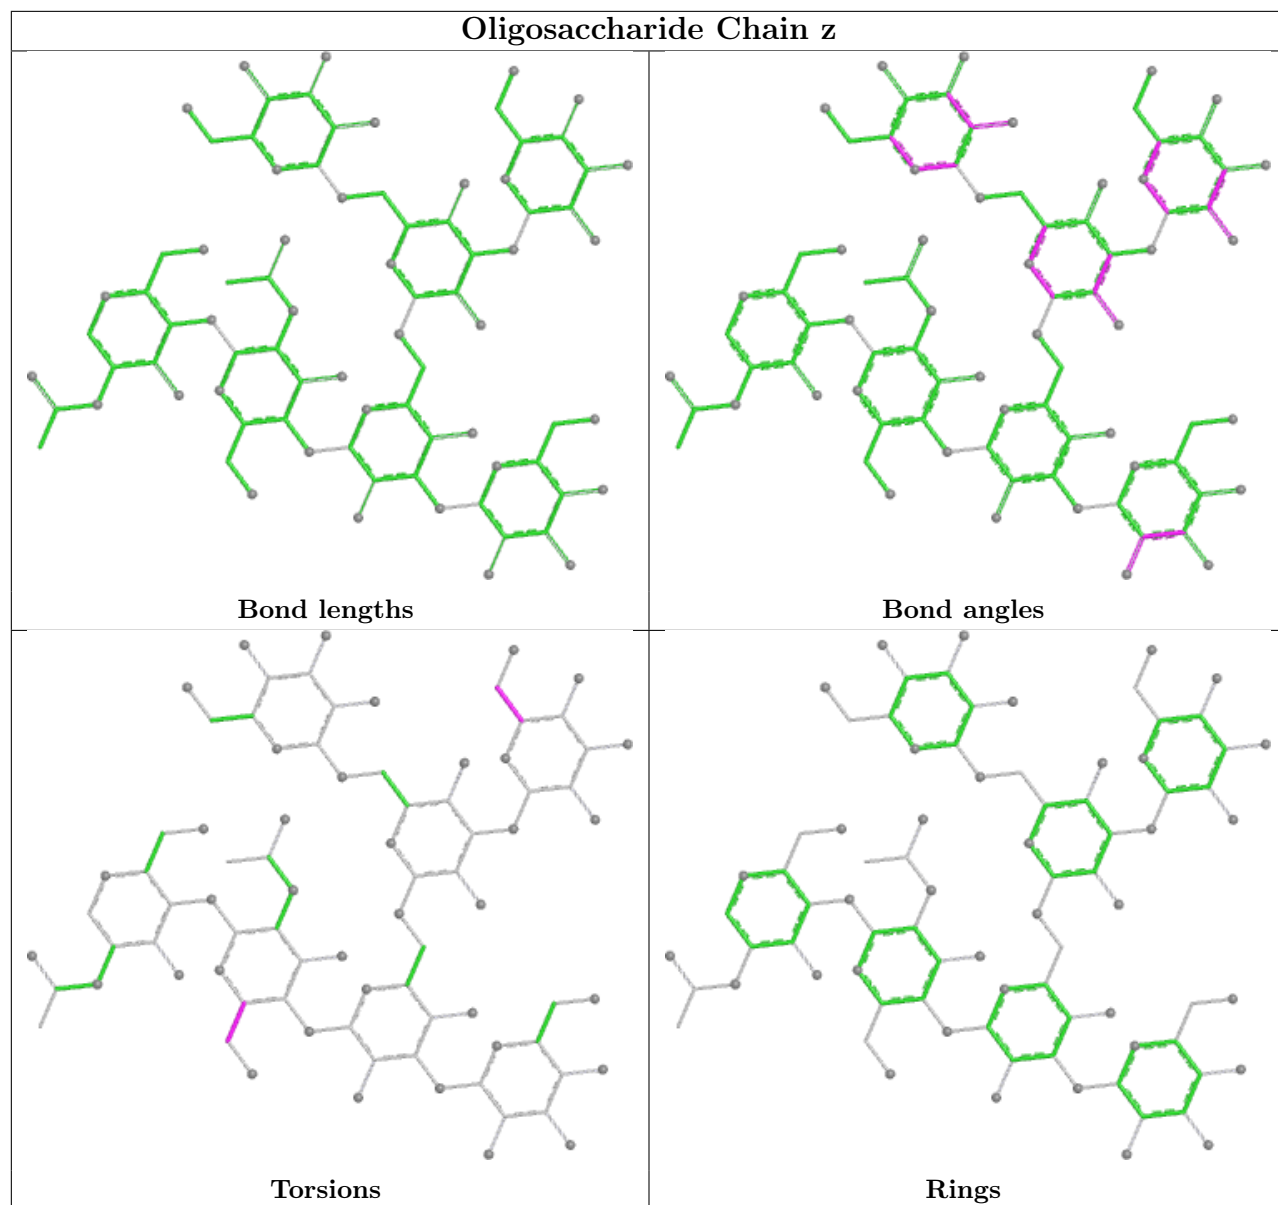 Oligosaccharide Chain z
Bond lengths
Bond angles
Torsions
Rings